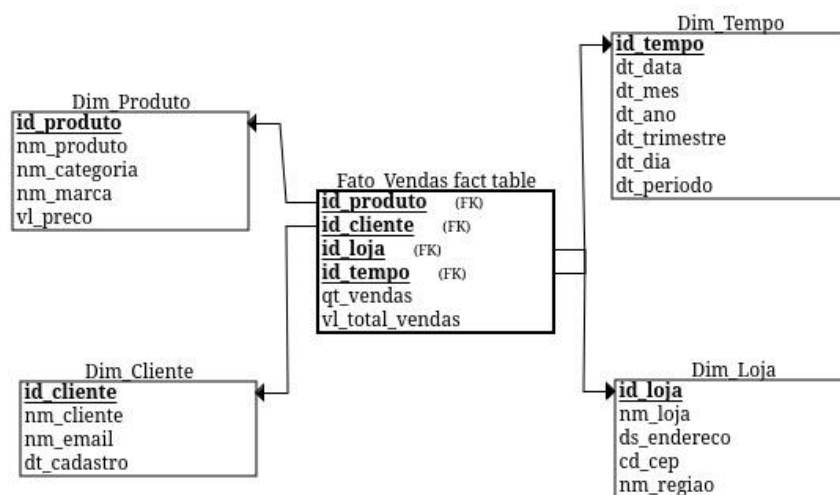 Dim_Tempo
id_tempo
dt_data
dt_mes
dt_ano
dt_trimestre
dt_dia
dt_periodo
Dim_Produto
id_produto
nm_produto
nm_categoria
nm_marca
vl_preco
Fato_Vendas fact table
id_produto (FK)
id_cliente (FK)
id_loja (FK)
id_tempo (FK)
qt_vendas
vl_total_vendas
Dim_Cliente
id_cliente
nm_cliente
nm_email
dt_cadastro
Dim_Loja
id_loja
nm_loja
ds_endereco
cd_cep
nm_regiao